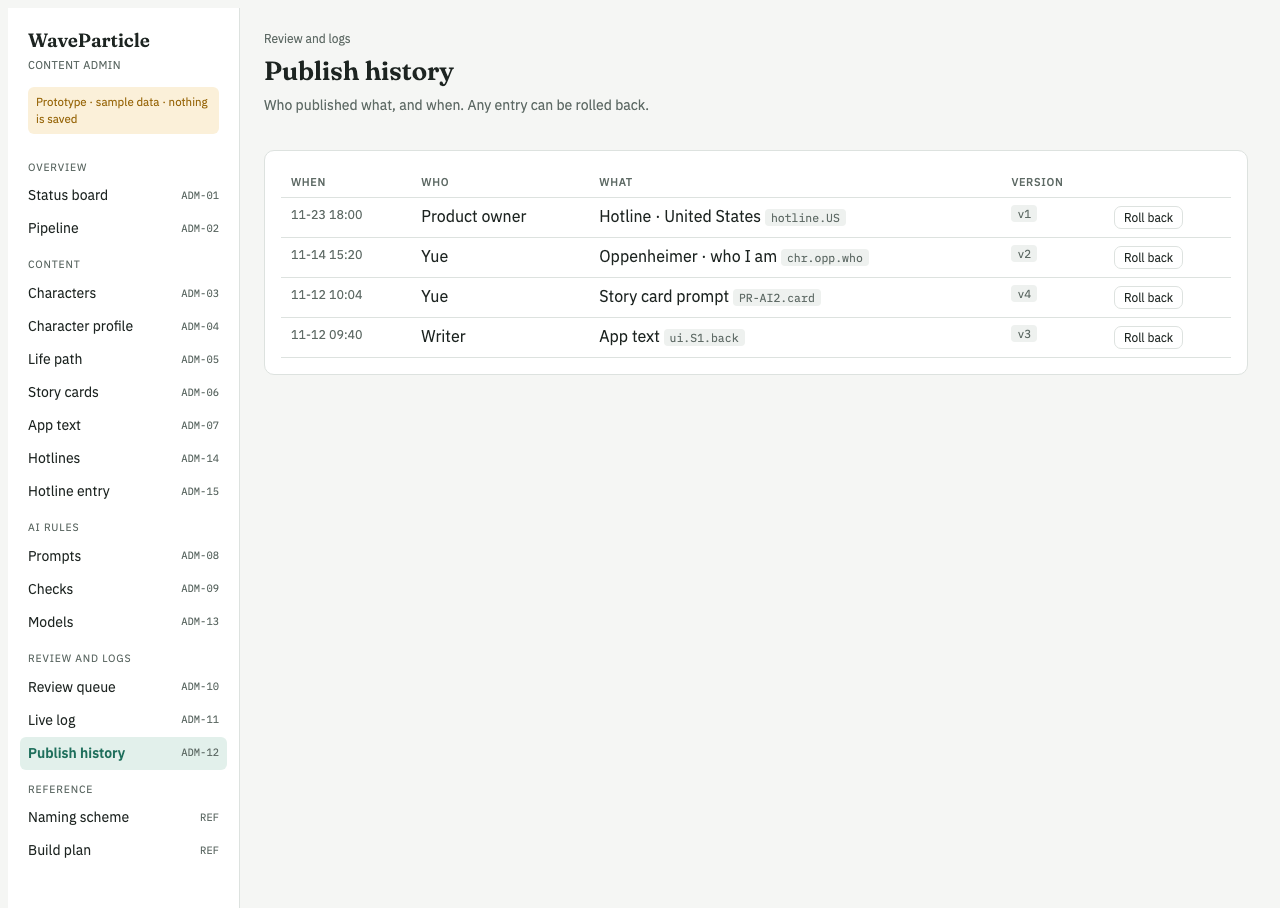 WaveParticle
CONTENT ADMIN
Prototype · sample data · nothing
is saved
OVERVIEW
Status board ADM-01
Pipeline ADM-02
CONTENT
Characters ADM-03
Character profile ADM-04
Life path ADM-05
Story cards ADM-06
App text ADM-07
Hotlines ADM-14
Hotline entry ADM-15
AI RULES
Prompts ADM-08
Checks ADM-09
Models ADM-13
REVIEW AND LOGS
Review queue ADM-10
Live log ADM-11
Publish history ADM-12
REFERENCE
Naming scheme REF
Build plan REF
Review and logs
Publish history
Who published what, and when. Any entry can be rolled back.
WHEN WHO WHAT VERSION
11-23 18:00 Product owner Hotline · United States hotline.US v1 Roll back
11-14 15:20 Yue Oppenheimer · who I am chr.opp.who v2 Roll back
11-12 10:04 Yue Story card prompt PR-AI2.card v4 Roll back
11-12 09:40 Writer App text ui.S1.back v3 Roll back